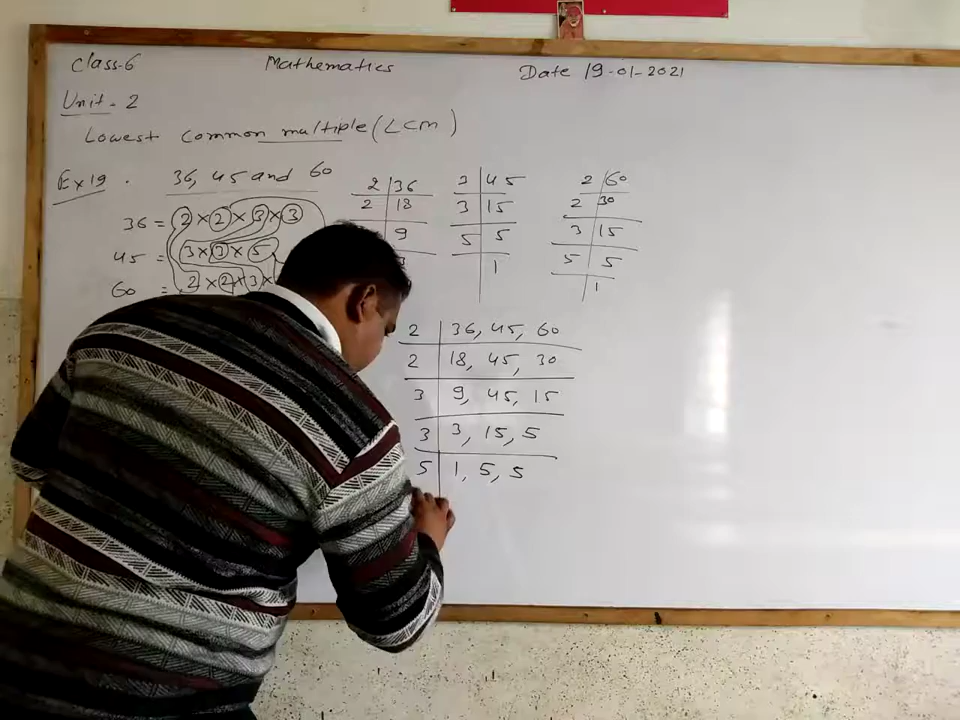 Class-6 Mathematics Date 19-01-2021
Unit-2
Lowest common multiple (LCM)
Ex19. 36, 45 and 60
36 = 2×2×3×3
45 = 3×3×5
60 = 2×2×3×
2 | 36
2 | 18
9
3 | 45
3 | 15
5 | 5
1
2 | 60
2 | 30
3 | 15
5 | 5
1
2 | 36, 45, 60
2 | 18, 45, 30
3 | 9, 45, 15
3 | 3, 15, 5
5 | 1, 5, 5